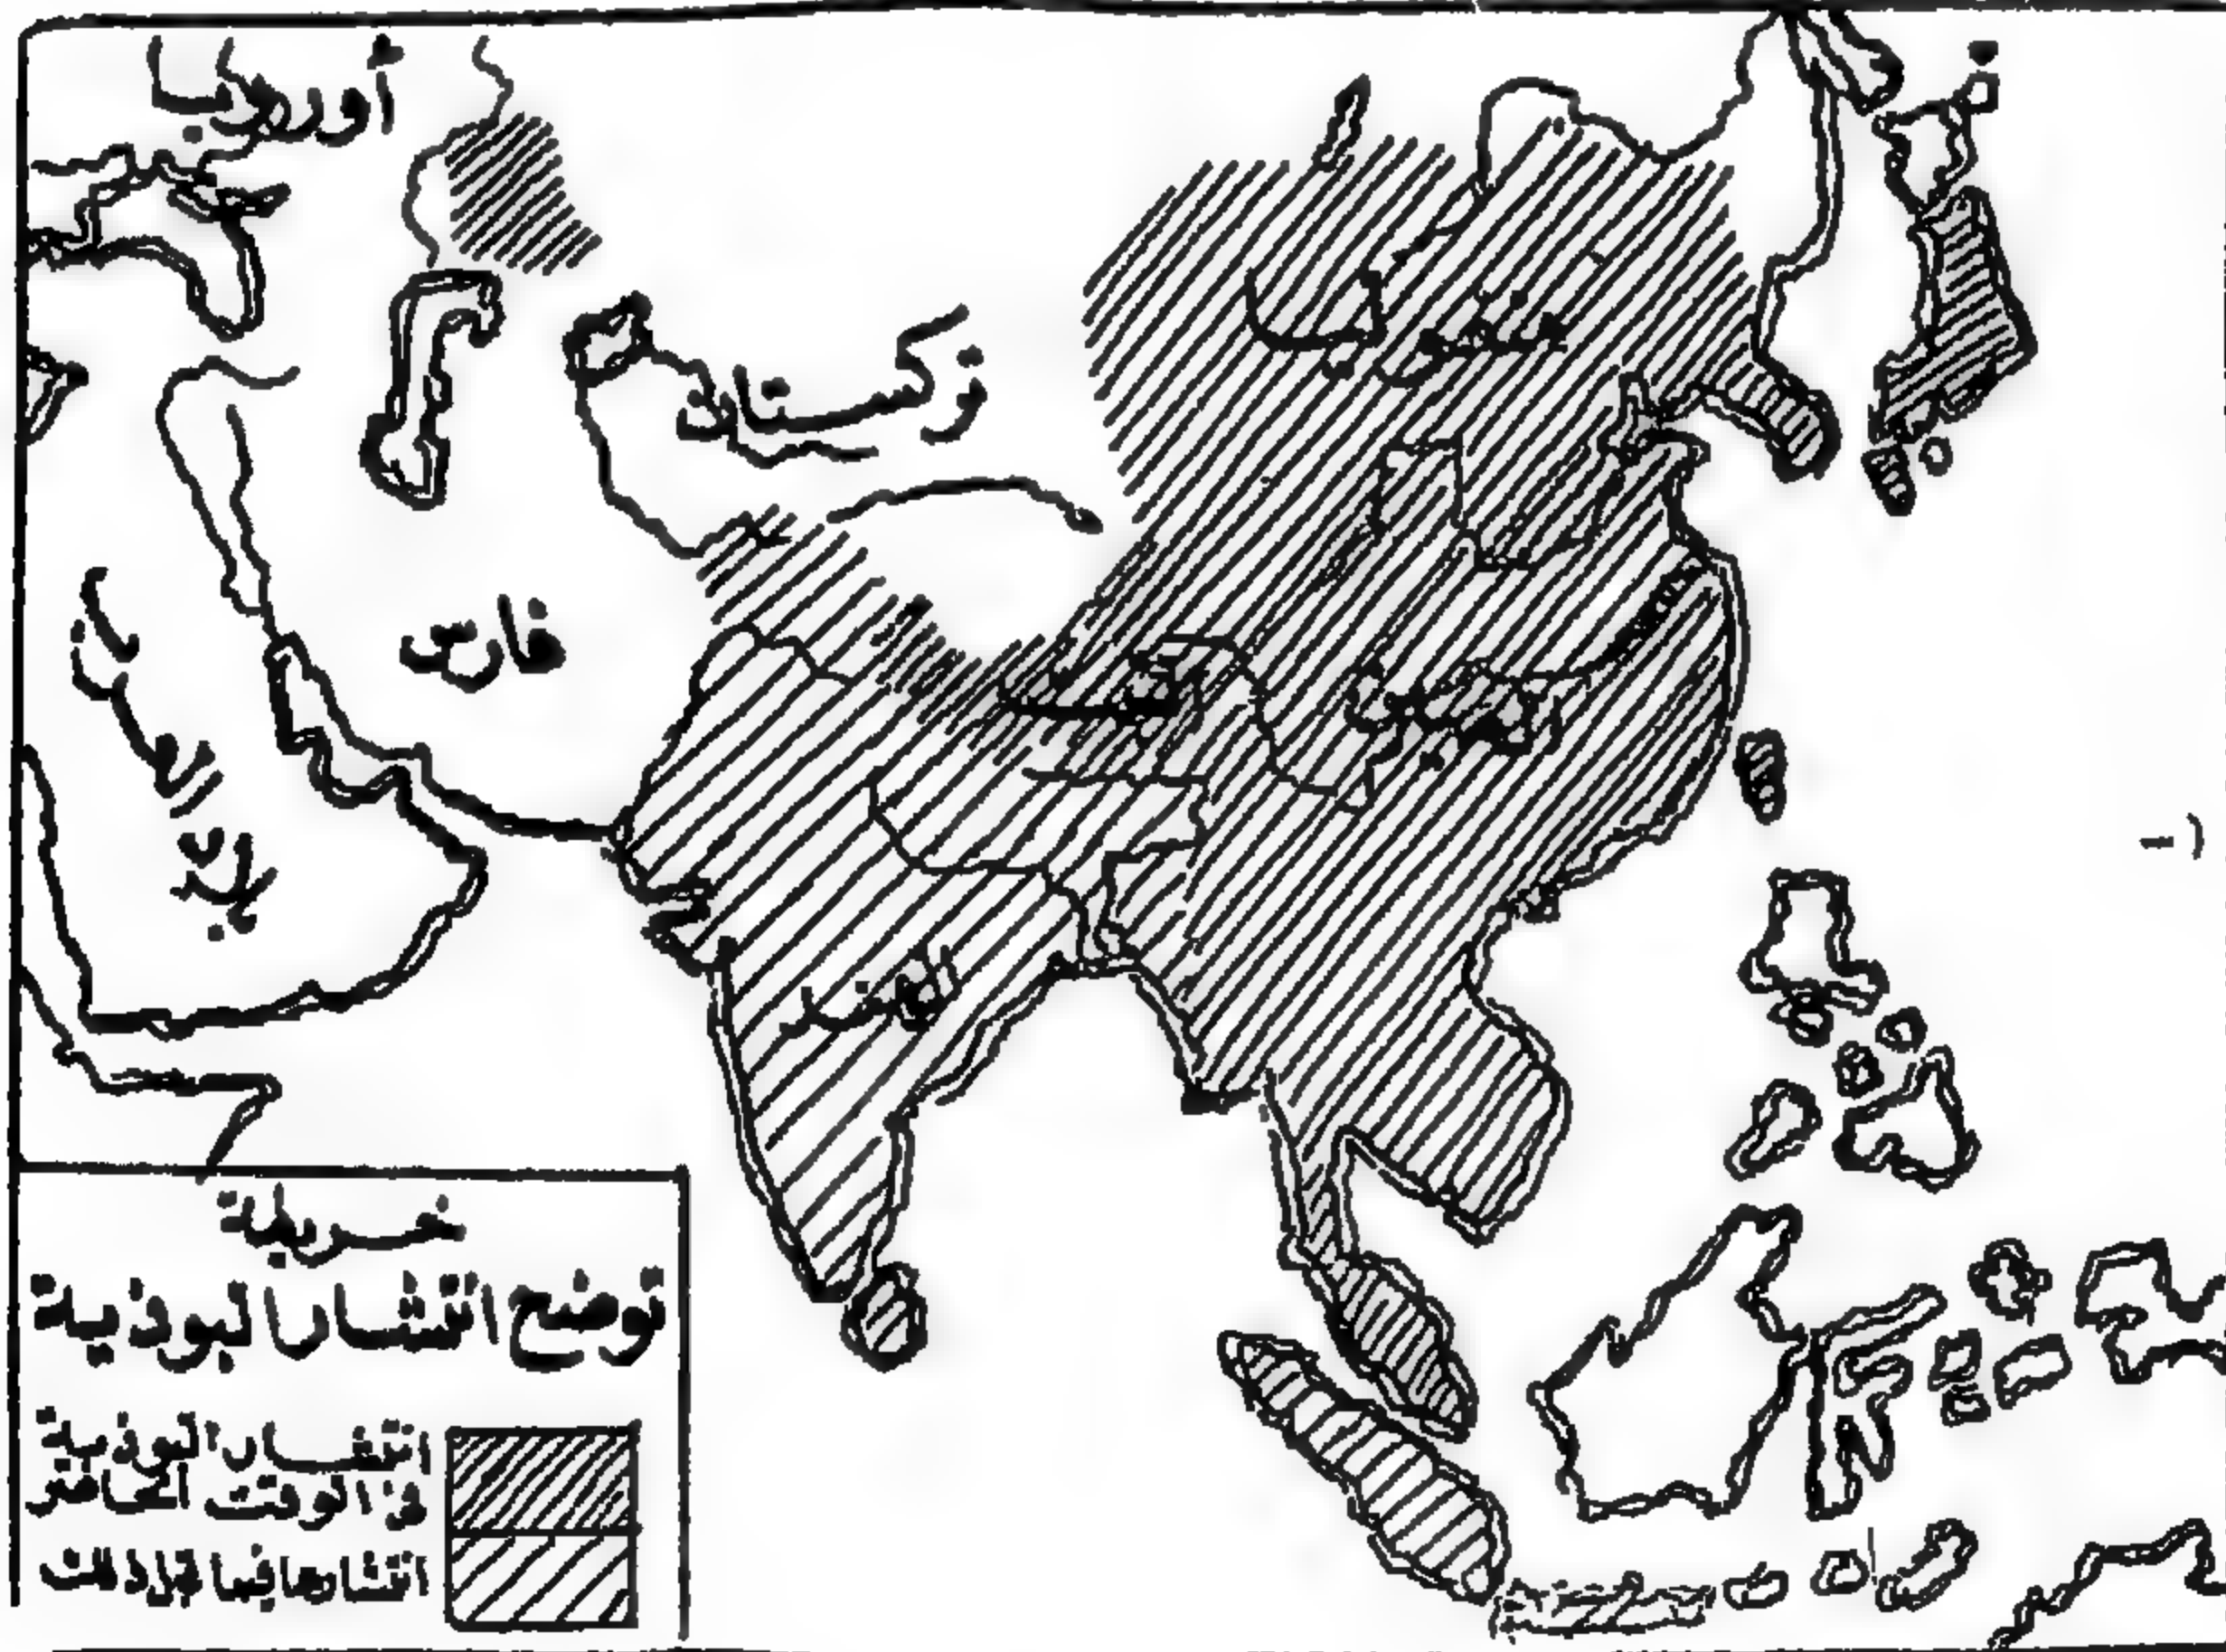 أوروبا
تركستان
منغوليا
فارس
بلاد العرب
التبت
الصين
الهند
خريطة
توضح انتشار البوذية
انتشار البوذية
في الوقت الحاضر
انتشارها فيما قبل ذلك